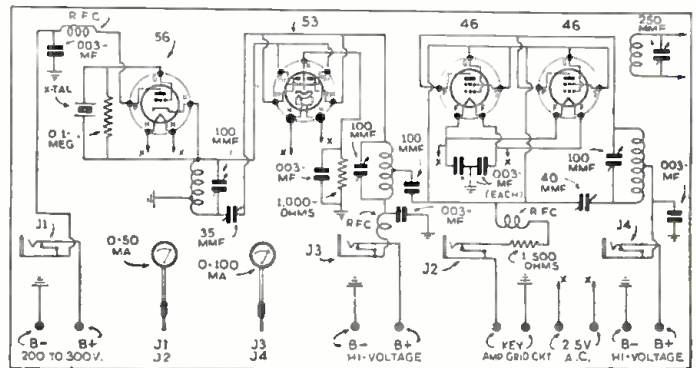 R.F.C.
.003-
MF
56
X-TAL
0.1-
MEG.
X
X
100
MMF
35
MMF
53
X
X
.003-
MF
1,000-
OHMS
100
MMF
100
MMF
RFC
.003-
MF
46
46
X
X
.003-
MF
(EACH)
40
MMF
100
MMF
250
MMF
.003-
MF
R.F.C.
1,500
OHMS
J1
0-50
MA
0-100
MA
J3
J2
J4
X
X
B-
B+
200 TO 300V.
J1
J2
J3
J4
B-
B+
HI-VOLTAGE
KEY
AMP GRID CKT
2.5V
A.C.
B-
B+
HI-VOLTAGE